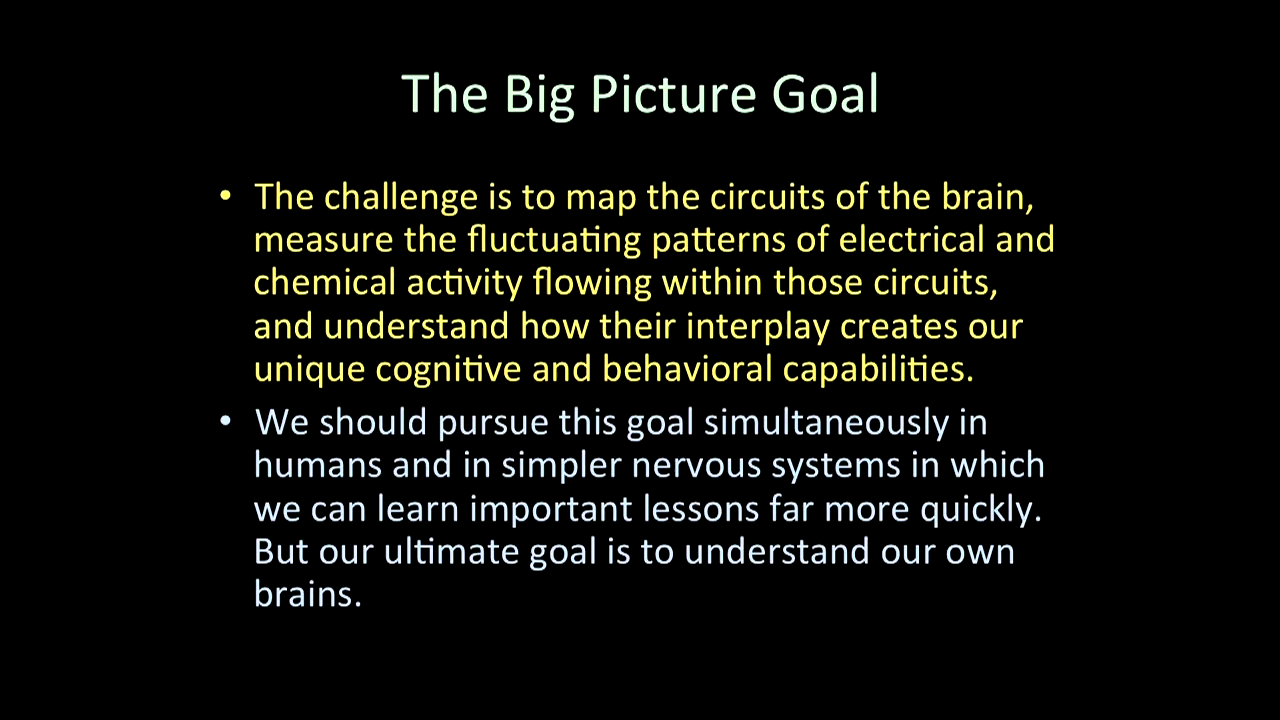 The Big Picture Goal
• The challenge is to map the circuits of the brain,
measure the fluctuating patterns of electrical and
chemical activity flowing within those circuits,
and understand how their interplay creates our
unique cognitive and behavioral capabilities.
• We should pursue this goal simultaneously in
humans and in simpler nervous systems in which
we can learn important lessons far more quickly.
But our ultimate goal is to understand our own
brains.